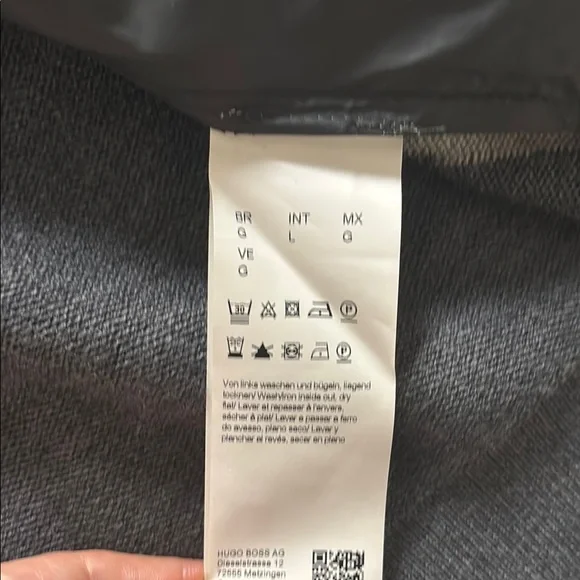 BR INT MX
G L G
VE
G
30
P
P
Von links waschen und bügeln, liegend
trocknen/ Wash/iron inside out, dry
flat/ Laver et repasser à l'envers,
sécher à plat/ Lavar e passar a ferro
do avesso, plano seco/ Lavar y
planchar el revés, secar en plano
HUGO BOSS AG
Dieselstrasse 12
72555 Metzingen